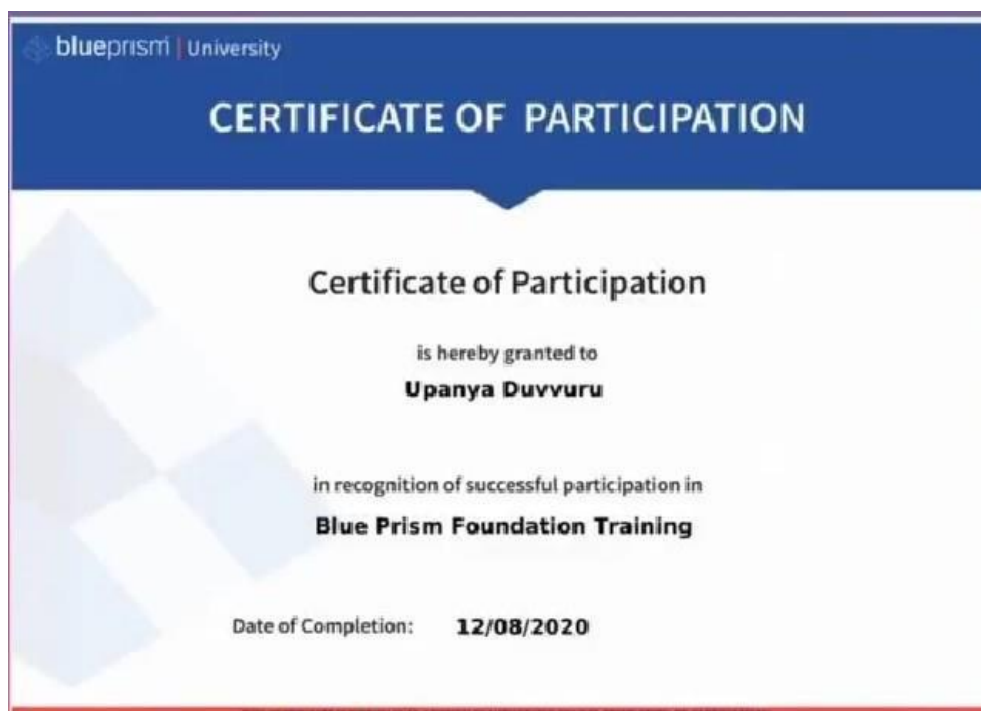 blueprism | University
CERTIFICATE OF PARTICIPATION
Certificate of Participation
is hereby granted to
Upanya Duvvuru
in recognition of successful participation in
Blue Prism Foundation Training
Date of Completion: 12/08/2020